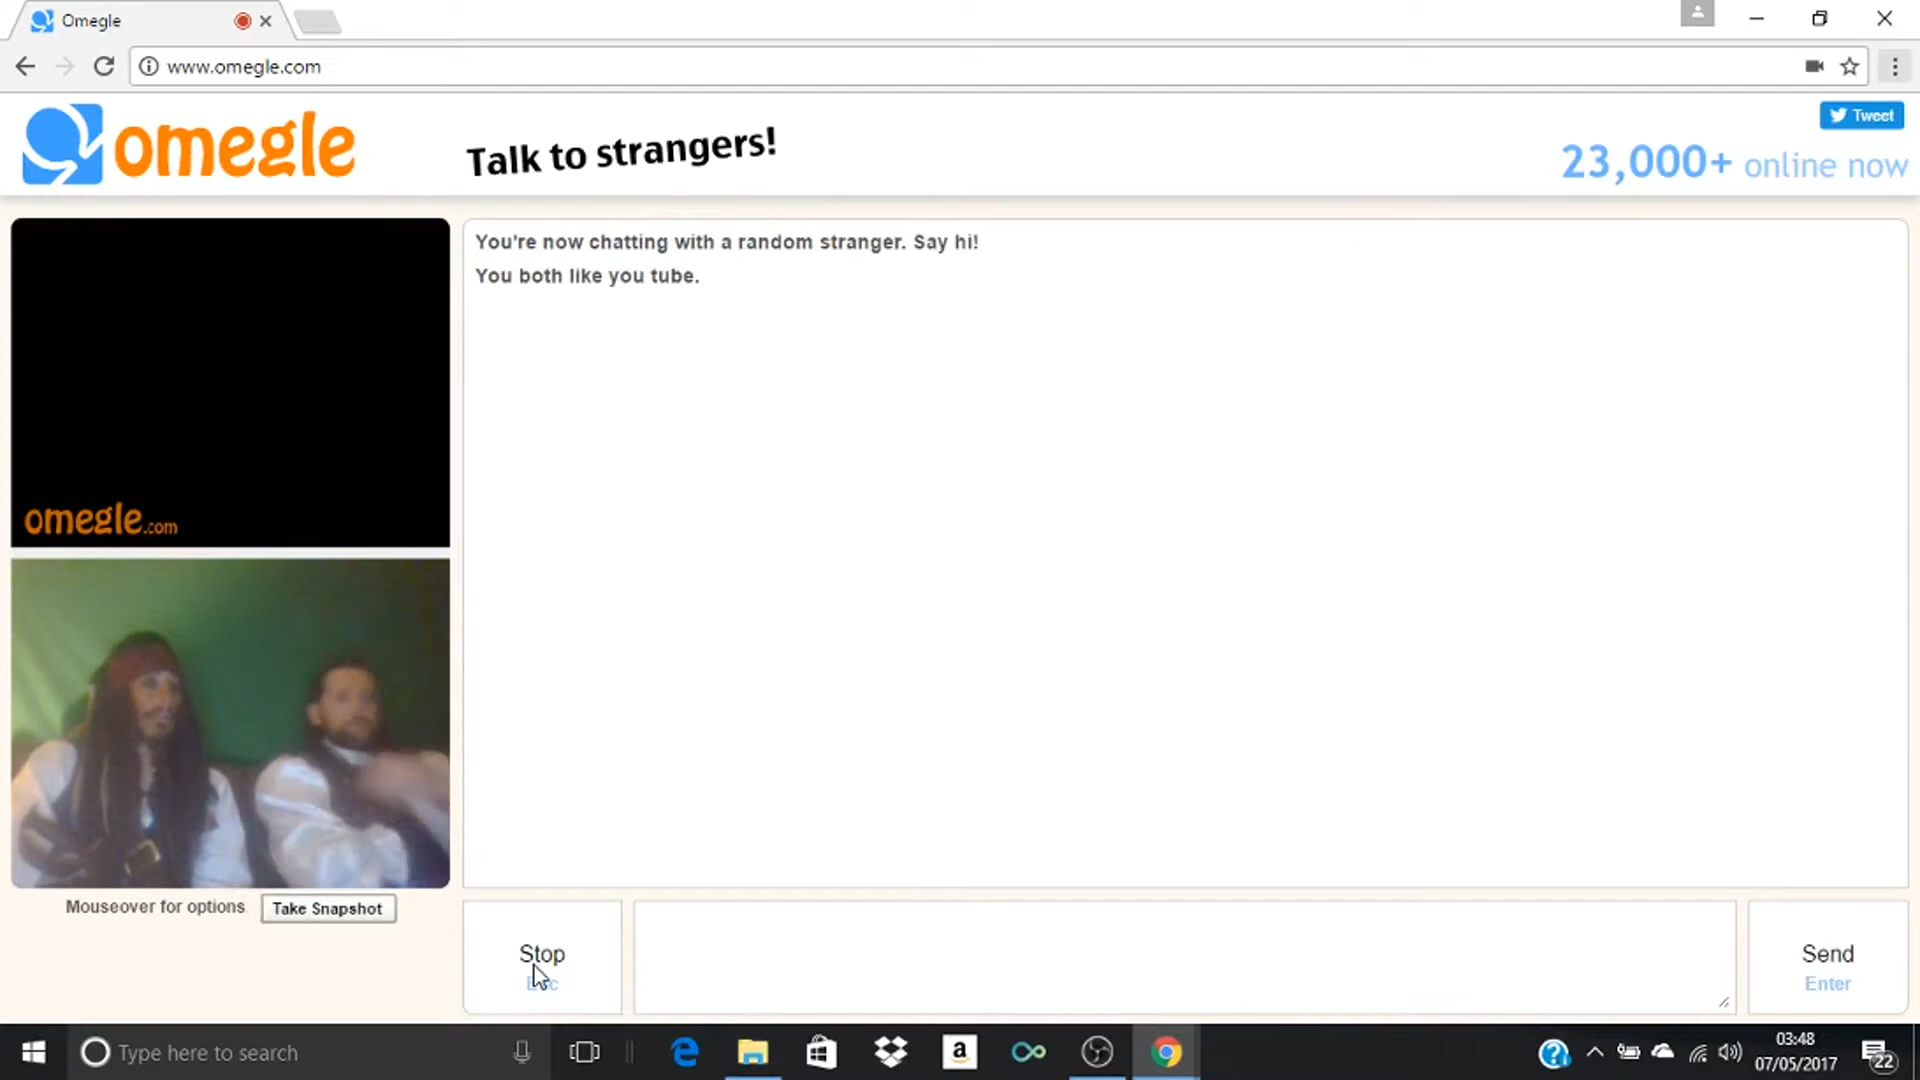 Omegle
www.omegle.com
omegle
Talk to strangers!
Tweet
23,000+ online now
You're now chatting with a random stranger. Say hi!
You both like you tube.
omegle.com
Mouseover for options
Take Snapshot
Stop
Send
Enter
Type here to search
a
03:48
07/05/2017
22